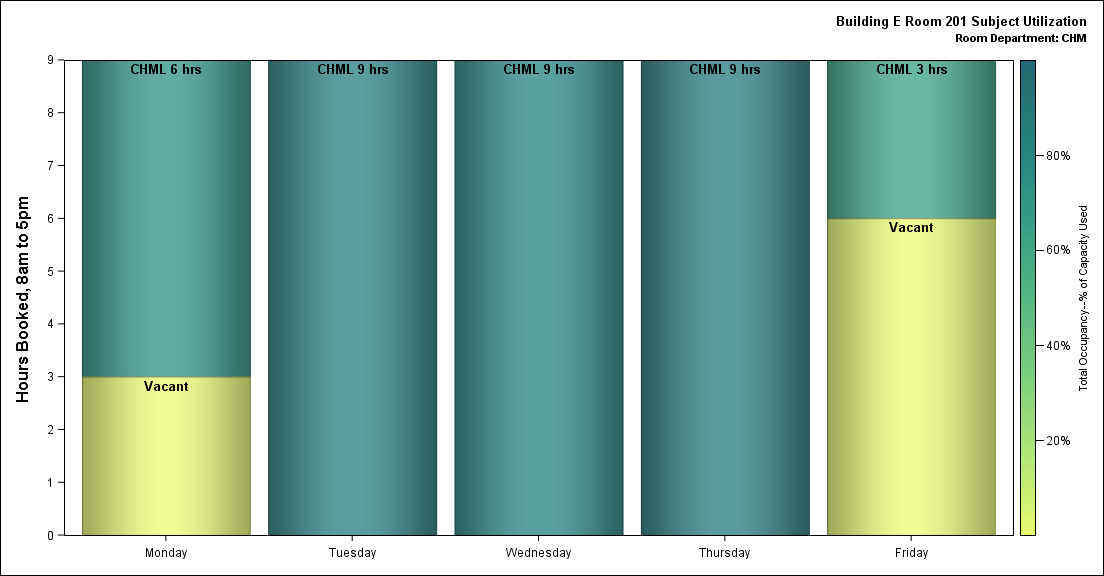 Building E Room 201 Subject Utilization
Room Department: CHM
Hours Booked, 8am to 5pm
9
8
7
6
5
4
3
2
1
0
CHML 6 hrs
CHML 9 hrs
CHML 9 hrs
CHML 9 hrs
CHML 3 hrs
Vacant
Vacant
Monday
Tuesday
Wednesday
Thursday
Friday
80%
60%
40%
20%
Total Occupancy--% of Capacity Used